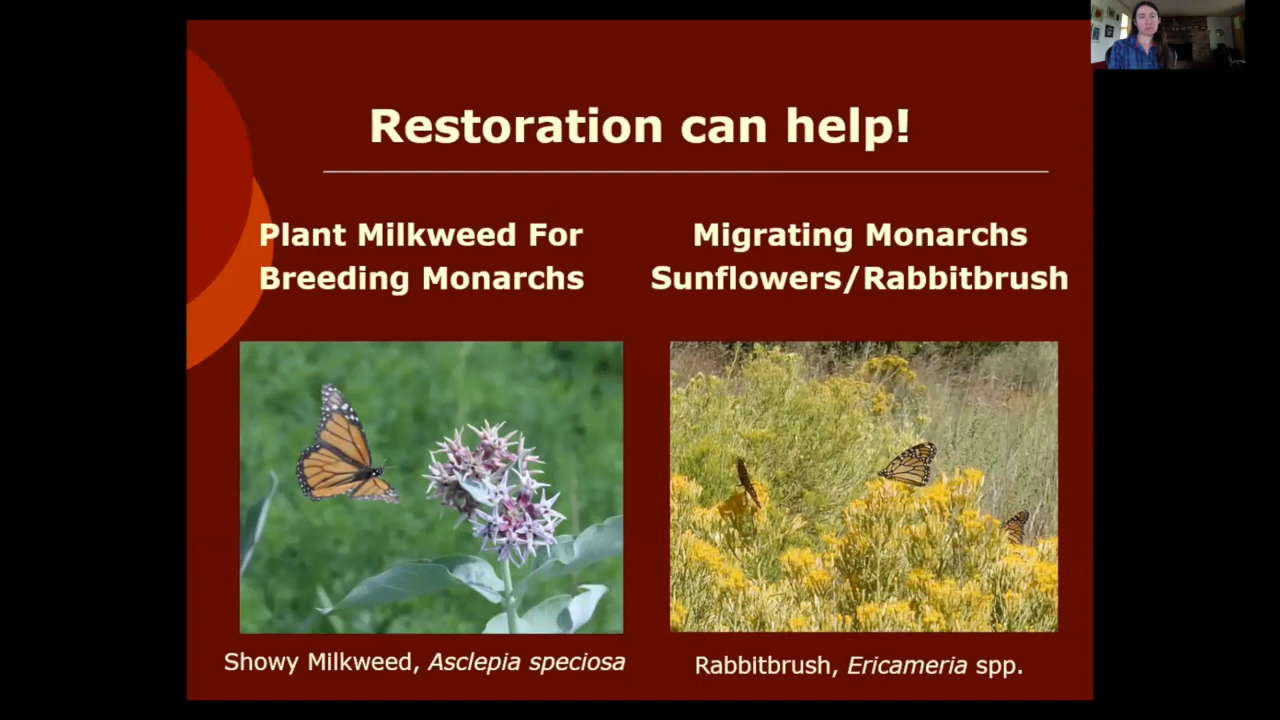 Restoration can help!
Plant Milkweed For
Breeding Monarchs
Migrating Monarchs
Sunflowers/Rabbitbrush
Showy Milkweed, Asclepia speciosa
Rabbitbrush, Ericameria spp.